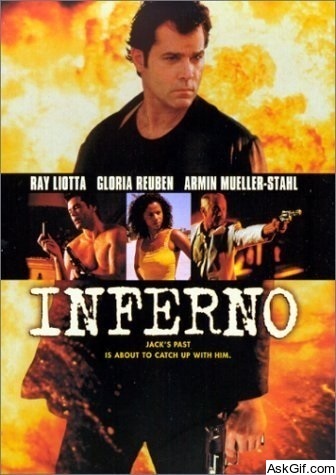 RAY LIOTTA GLORIA REUBEN ARMIN MUELLER-STAHL
INFERNO
JACK'S PAST
IS ABOUT TO CATCH UP WITH HIM.
AskGif.com